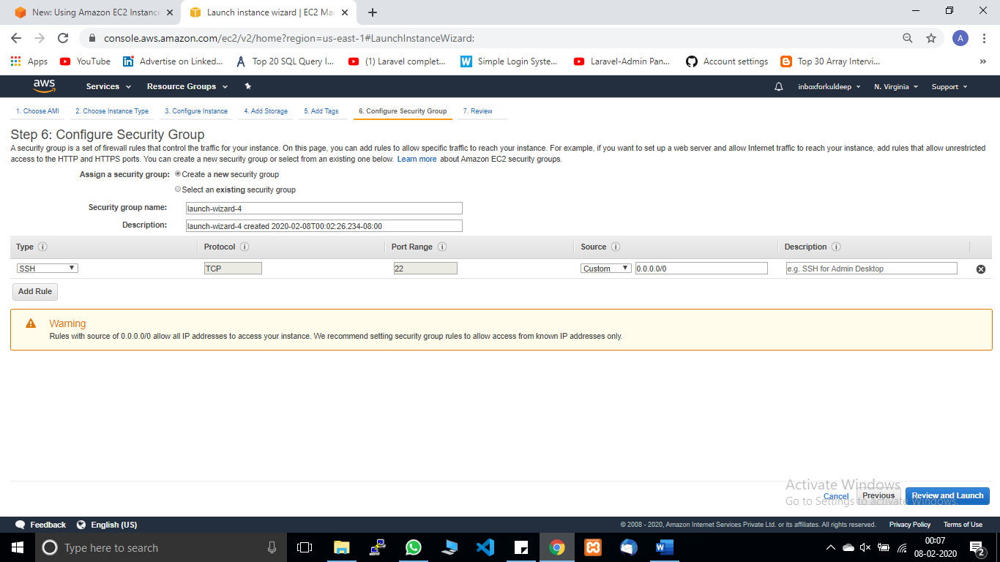 New: Using Amazon EC2 Instance
Launch instance wizard | EC2 Ma
console.aws.amazon.com/ec2/v2/home?region=us-east-1#LaunchInstanceWizard:
A
Apps YouTube Advertise on Linked... Top 20 SQL Query I... (1) Laravel complet... Simple Login Syste... Laravel-Admin Pan... Account settings Top 30 Array Intervi... »
aws Services Resource Groups inboxforkuldeep N. Virginia Support
1. Choose AMI 2. Choose Instance Type 3. Configure Instance 4. Add Storage 5. Add Tags 6. Configure Security Group 7. Review
Step 6: Configure Security Group
A security group is a set of firewall rules that control the traffic for your instance. On this page, you can add rules to allow specific traffic to reach your instance. For example, if you want to set up a web server and allow Internet traffic to reach your instance, add rules that allow unrestricted
access to the HTTP and HTTPS ports. You can create a new security group or select from an existing one below. Learn more about Amazon EC2 security groups.
Assign a security group: Create a new security group
Select an existing security group
Security group name: launch-wizard-4
Description: launch-wizard-4 created 2020-02-08T00:02:26.234-08:00
Type Protocol Port Range Source Description
SSH TCP 22 Custom 0.0.0.0/0 e.g. SSH for Admin Desktop
Add Rule
Warning
Rules with source of 0.0.0.0/0 allow all IP addresses to access your instance. We recommend setting security group rules to allow access from known IP addresses only.
Activate Windows
Go to Settings to activate Windows.
Cancel Previous Review and Launch
Feedback English (US) © 2008 - 2020, Amazon Internet Services Private Ltd. or its affiliates. All rights reserved. Privacy Policy Terms of Use
Type here to search
00:07
08-02-2020
2